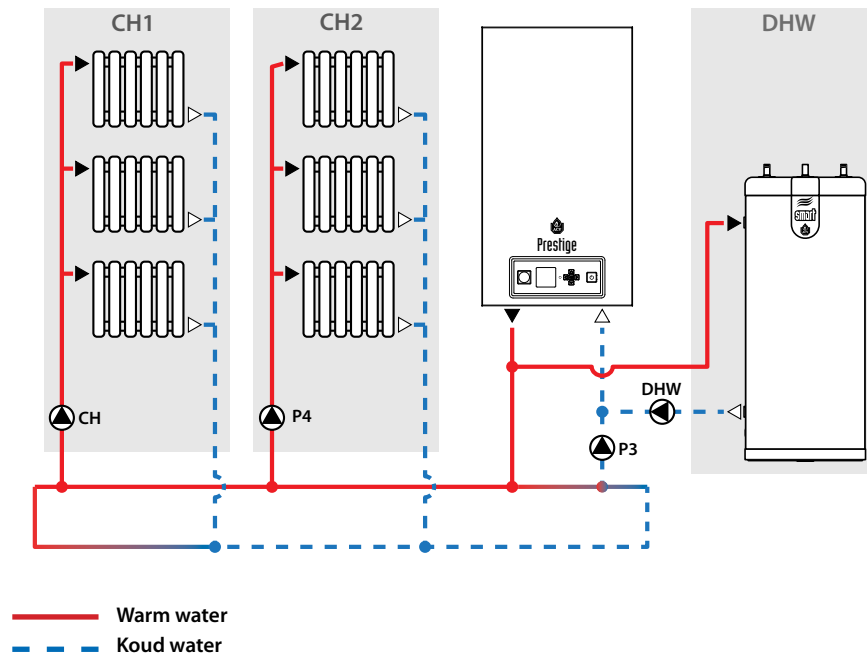 CH1
CH2
DHW
smart
Prestige
CH
P4
DHW
P3
Warm water
Koud water